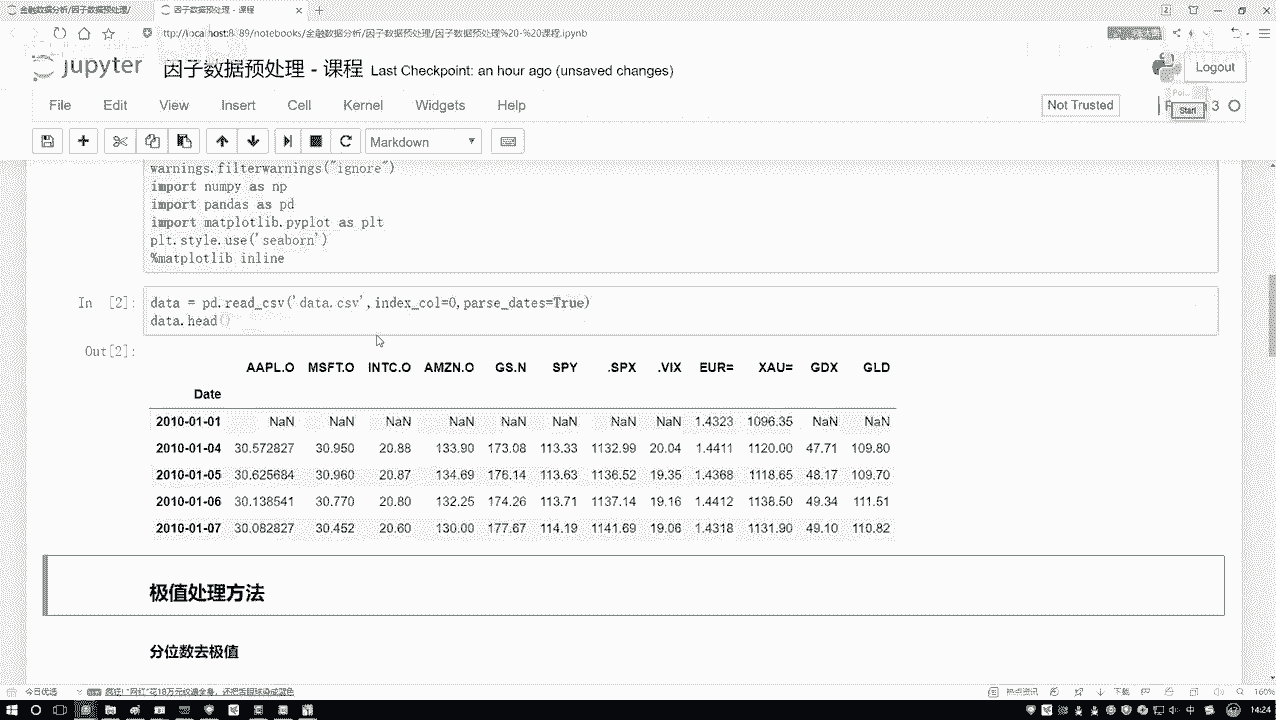 金融数据分析/因子数据预处理/
因子数据预处理 - 课程
ttp://localhost:8889/notebooks/金融数据分析/因子数据预处理/因子数据预处理%20-%20课程.ipynb
jupyter 因子数据预处理 - 课程 Last Checkpoint: an hour ago (unsaved changes)
Logout
File Edit View Insert Cell Kernel Widgets Help
Not Trusted
3
Start
Markdown
warnings.filterwarnings("ignore")
import numpy as np
import pandas as pd
import matplotlib.pyplot as plt
plt.style.use('seaborn')
%matplotlib inline
In [2]:
data = pd.read_csv('data.csv',index_col=0,parse_dates=True)
data.head()
Out[2]:
AAPL.O MSFT.O INTC.O AMZN.O GS.N SPY .SPX .VIX EUR= XAU= GDX GLD
Date
2010-01-01 NaN NaN NaN NaN NaN NaN NaN NaN 1.4323 1096.35 NaN NaN
2010-01-04 30.572827 30.950 20.88 133.90 173.08 113.33 1132.99 20.04 1.4411 1120.00 47.71 109.80
2010-01-05 30.625684 30.960 20.87 134.69 176.14 113.63 1136.52 19.35 1.4368 1118.65 48.17 109.70
2010-01-06 30.138541 30.770 20.80 132.25 174.26 113.71 1137.14 19.16 1.4412 1138.50 49.34 111.51
2010-01-07 30.082827 30.452 20.60 130.00 177.67 114.19 1141.69 19.06 1.4318 1131.90 49.10 110.82
极值处理方法
分位数去极值
今日优选
热点资讯
下载
160%
中
14:24